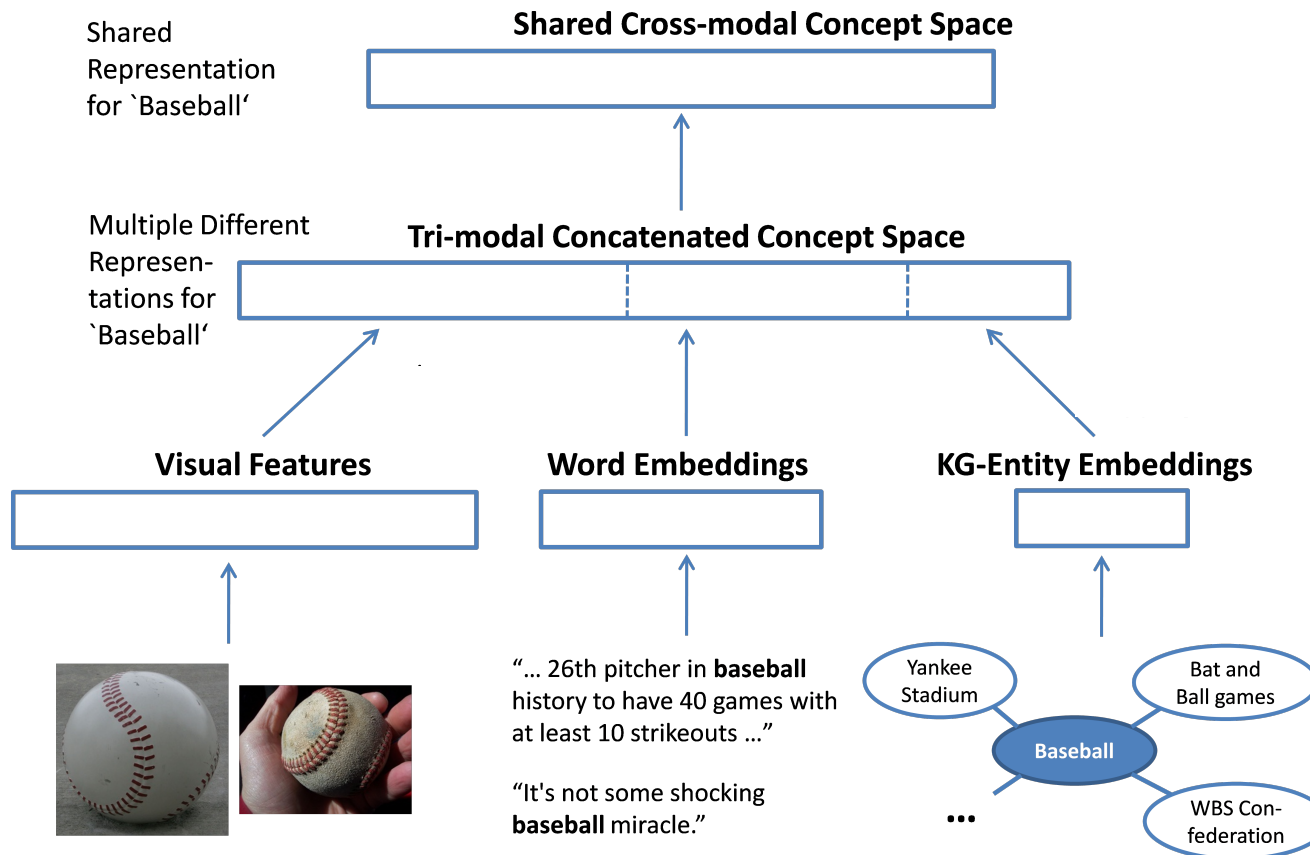 Shared Cross-modal Concept Space
Shared
Representation
for `Baseball‘
Multiple Different
Represen-
tations for
`Baseball‘
Tri-modal Concatenated Concept Space
Visual Features
Word Embeddings
KG-Entity Embeddings
“... 26th pitcher in baseball
history to have 40 games with
at least 10 strikeouts ...”
“It's not some shocking
baseball miracle.”
Yankee
Stadium
Bat and
Ball games
Baseball
...
WBS Con-
federation